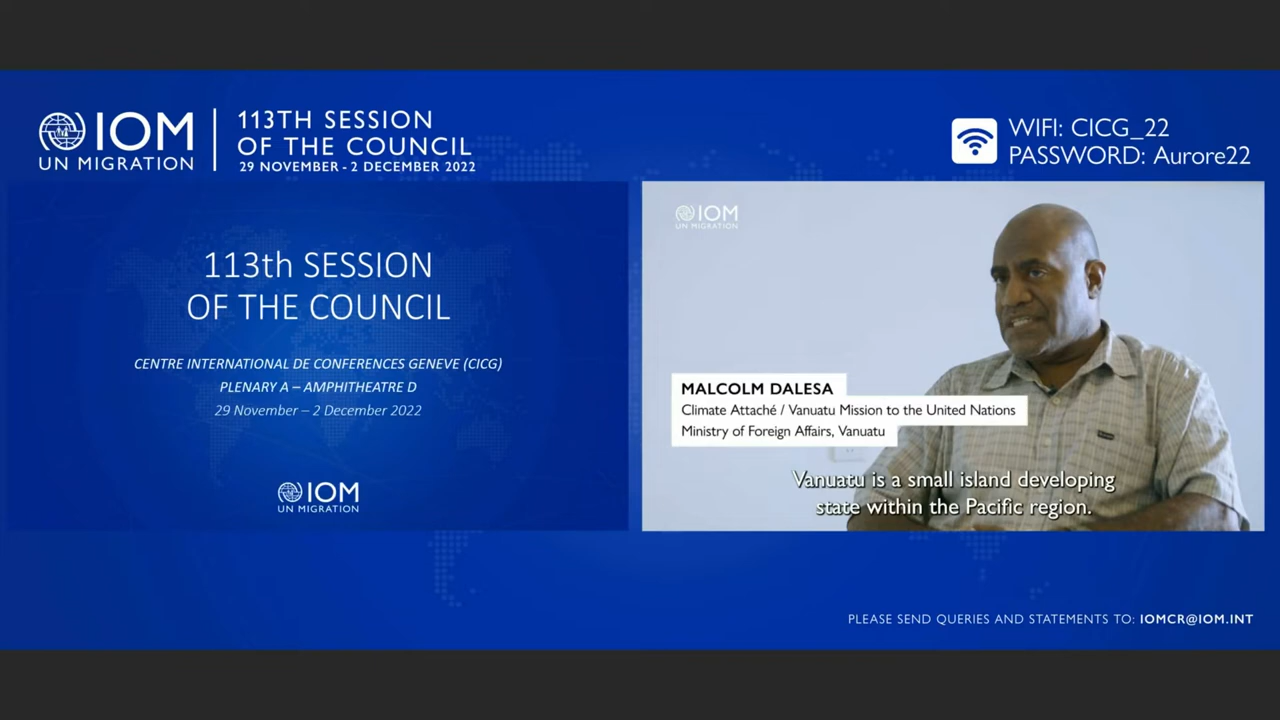 IOM
UN MIGRATION
113TH SESSION
OF THE COUNCIL
29 NOVEMBER - 2 DECEMBER 2022
WIFI: CICG_22
PASSWORD: Aurore22
113th SESSION
OF THE COUNCIL
CENTRE INTERNATIONAL DE CONFERENCES GENEVE (CICG)
PLENARY A – AMPHITHEATRE D
29 November – 2 December 2022
IOM
UN MIGRATION
IOM
UN MIGRATION
MALCOLM DALESA
Climate Attaché / Vanuatu Mission to the United Nations
Ministry of Foreign Affairs, Vanuatu
Vanuatu is a small island developing
state within the Pacific region.
PLEASE SEND QUERIES AND STATEMENTS TO: IOMCR@IOM.INT